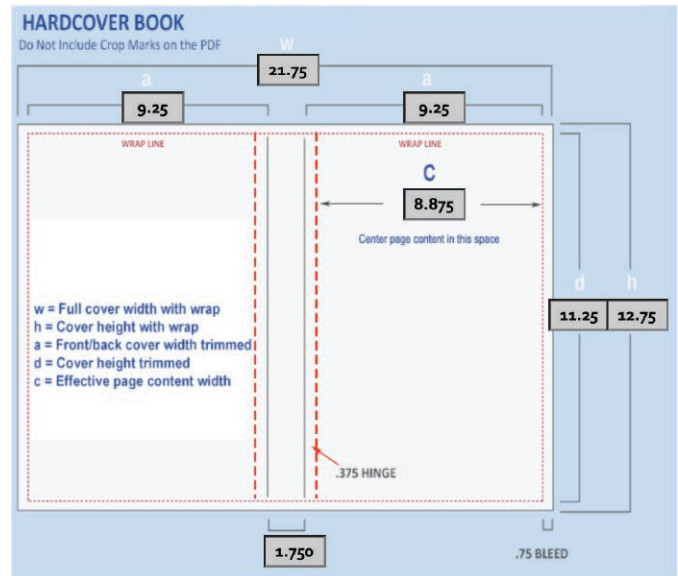 HARDCOVER BOOK
Do Not Include Crop Marks on the PDF
w
21.75
a
a
9.25
9.25
WRAP LINE
WRAP LINE
C
8.875
Center page content in this space
d
h
11.25
12.75
w = Full cover width with wrap
h = Cover height with wrap
a = Front/back cover width trimmed
d = Cover height trimmed
c = Effective page content width
.375 HINGE
1.750
.75 BLEED